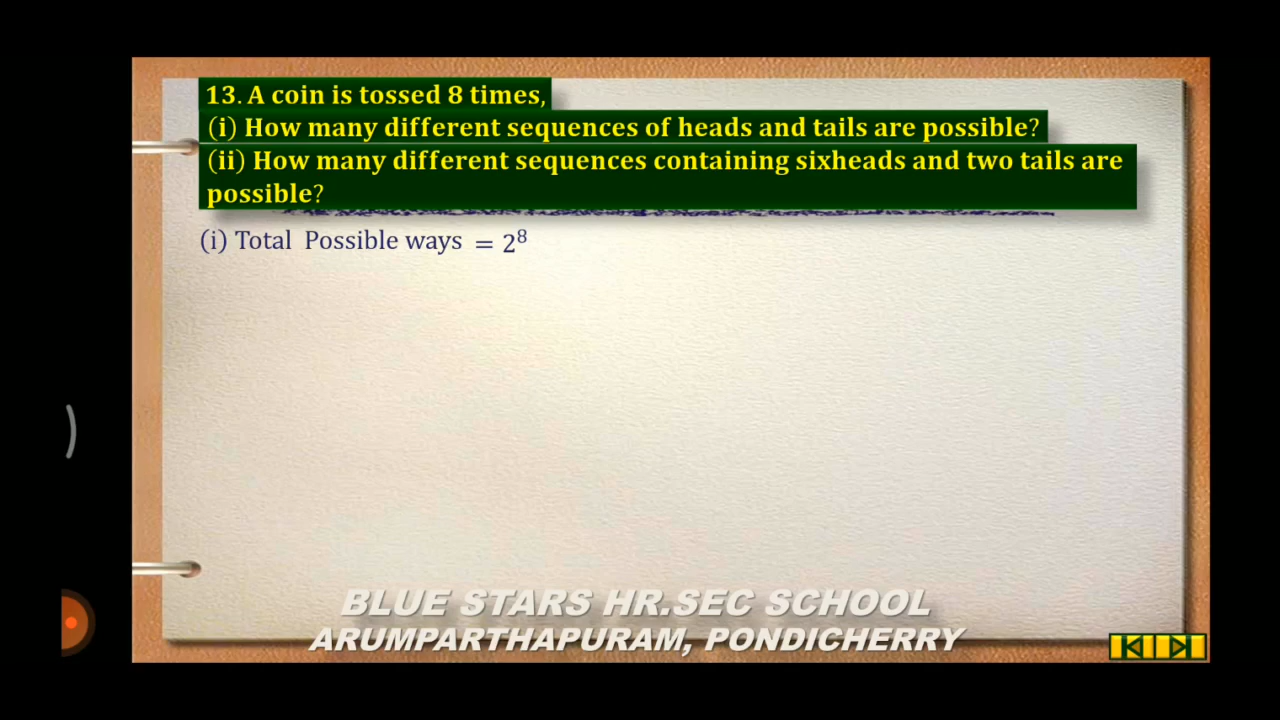 13. A coin is tossed 8 times,
(i) How many different sequences of heads and tails are possible?
(ii) How many different sequences containing sixheads and two tails are
possible?
(i) Total Possible ways = 2⁸
BLUE STARS HR.SEC SCHOOL
ARUMPARTHAPURAM, PONDICHERRY